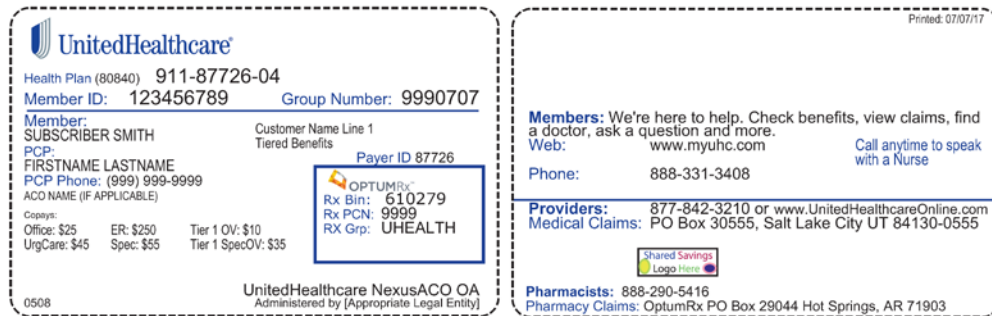 UnitedHealthcare®
Health Plan (80840) 911-87726-04
Member ID: 123456789 Group Number: 9990707
Member:
SUBSCRIBER SMITH
PCP:
FIRSTNAME LASTNAME
PCP Phone: (999) 999-9999
ACO NAME (IF APPLICABLE)
Customer Name Line 1
Tiered Benefits
Payer ID 87726
OPTUMRx™
Rx Bin: 610279
Rx PCN: 9999
RX Grp: UHEALTH
Copays:
Office: $25 ER: $250 Tier 1 OV: $10
UrgCare: $45 Spec: $55 Tier 1 SpecOV: $35
UnitedHealthcare NexusACO OA
0508 Administered by [Appropriate Legal Entity]
Printed: 07/07/17
Members: We're here to help. Check benefits, view claims, find
a doctor, ask a question and more.
Web: www.myuhc.com
Phone: 888-331-3408
Call anytime to speak
with a Nurse
Providers: 877-842-3210 or www.UnitedHealthcareOnline.com
Medical Claims: PO Box 30555, Salt Lake City UT 84130-0555
Shared Savings
Logo Here
Pharmacists: 888-290-5416
Pharmacy Claims: OptumRx PO Box 29044 Hot Springs, AR 71903